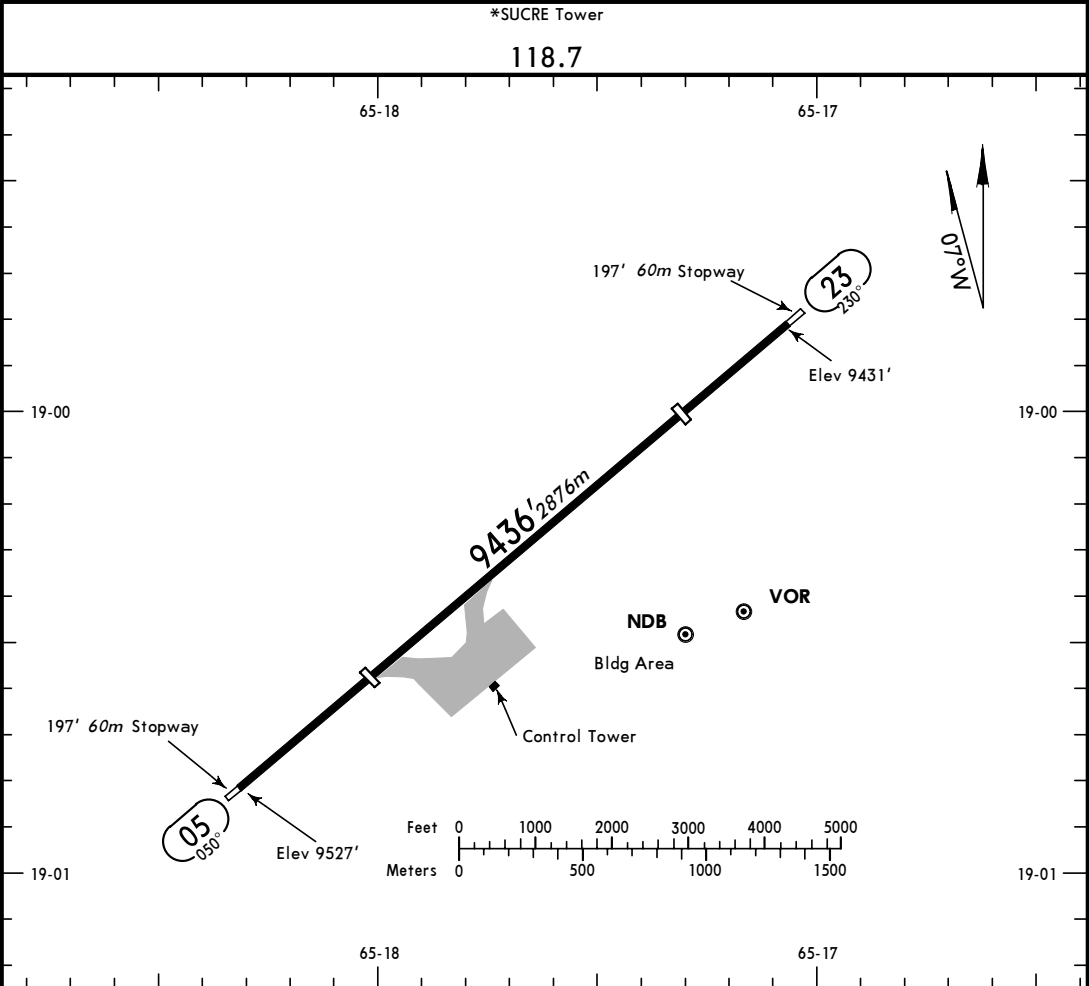 *SUCRE Tower
118.7
65-18
65-17
07°W
197' 60m Stopway
23
230°
Elev 9431'
19-00
19-00
9436' 2876m
NDB
VOR
Bldg Area
Control Tower
197' 60m Stopway
05
050°
Elev 9527'
Feet 0 1000 2000 3000 4000 5000
Meters 0 500 1000 1500
19-01
19-01
65-18
65-17